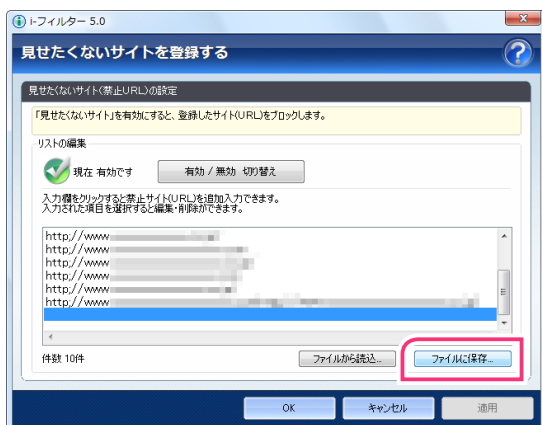 i-フィルター 5.0
見せたくないサイトを登録する
見せたくないサイト(禁止URL)の設定
「見せたくないサイト」を有効にすると、登録したサイト(URL)をブロックします。
リストの編集
現在 有効です
有効 / 無効 切り替え
入力欄をクリックすると禁止サイト(URL)を追加入力できます。
入力された項目を選択すると編集・削除ができます。
http://www
http://www
http://www
http://www
http://www
http://www
件数 10件
ファイルから読込...
ファイルに保存...
OK
キャンセル
適用